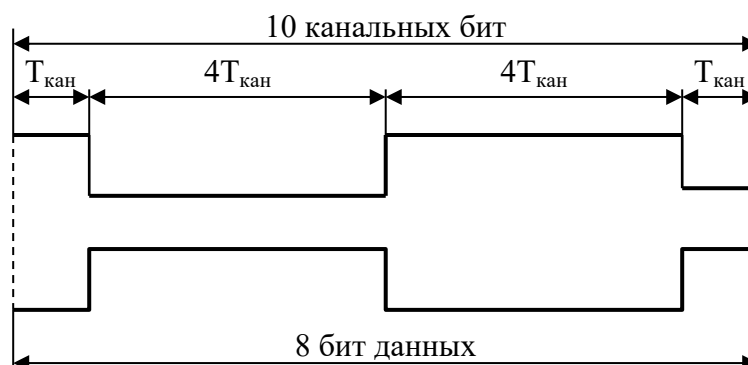 10 канальных бит
Tкан 4Tкан 4Tкан Tкан
8 бит данных